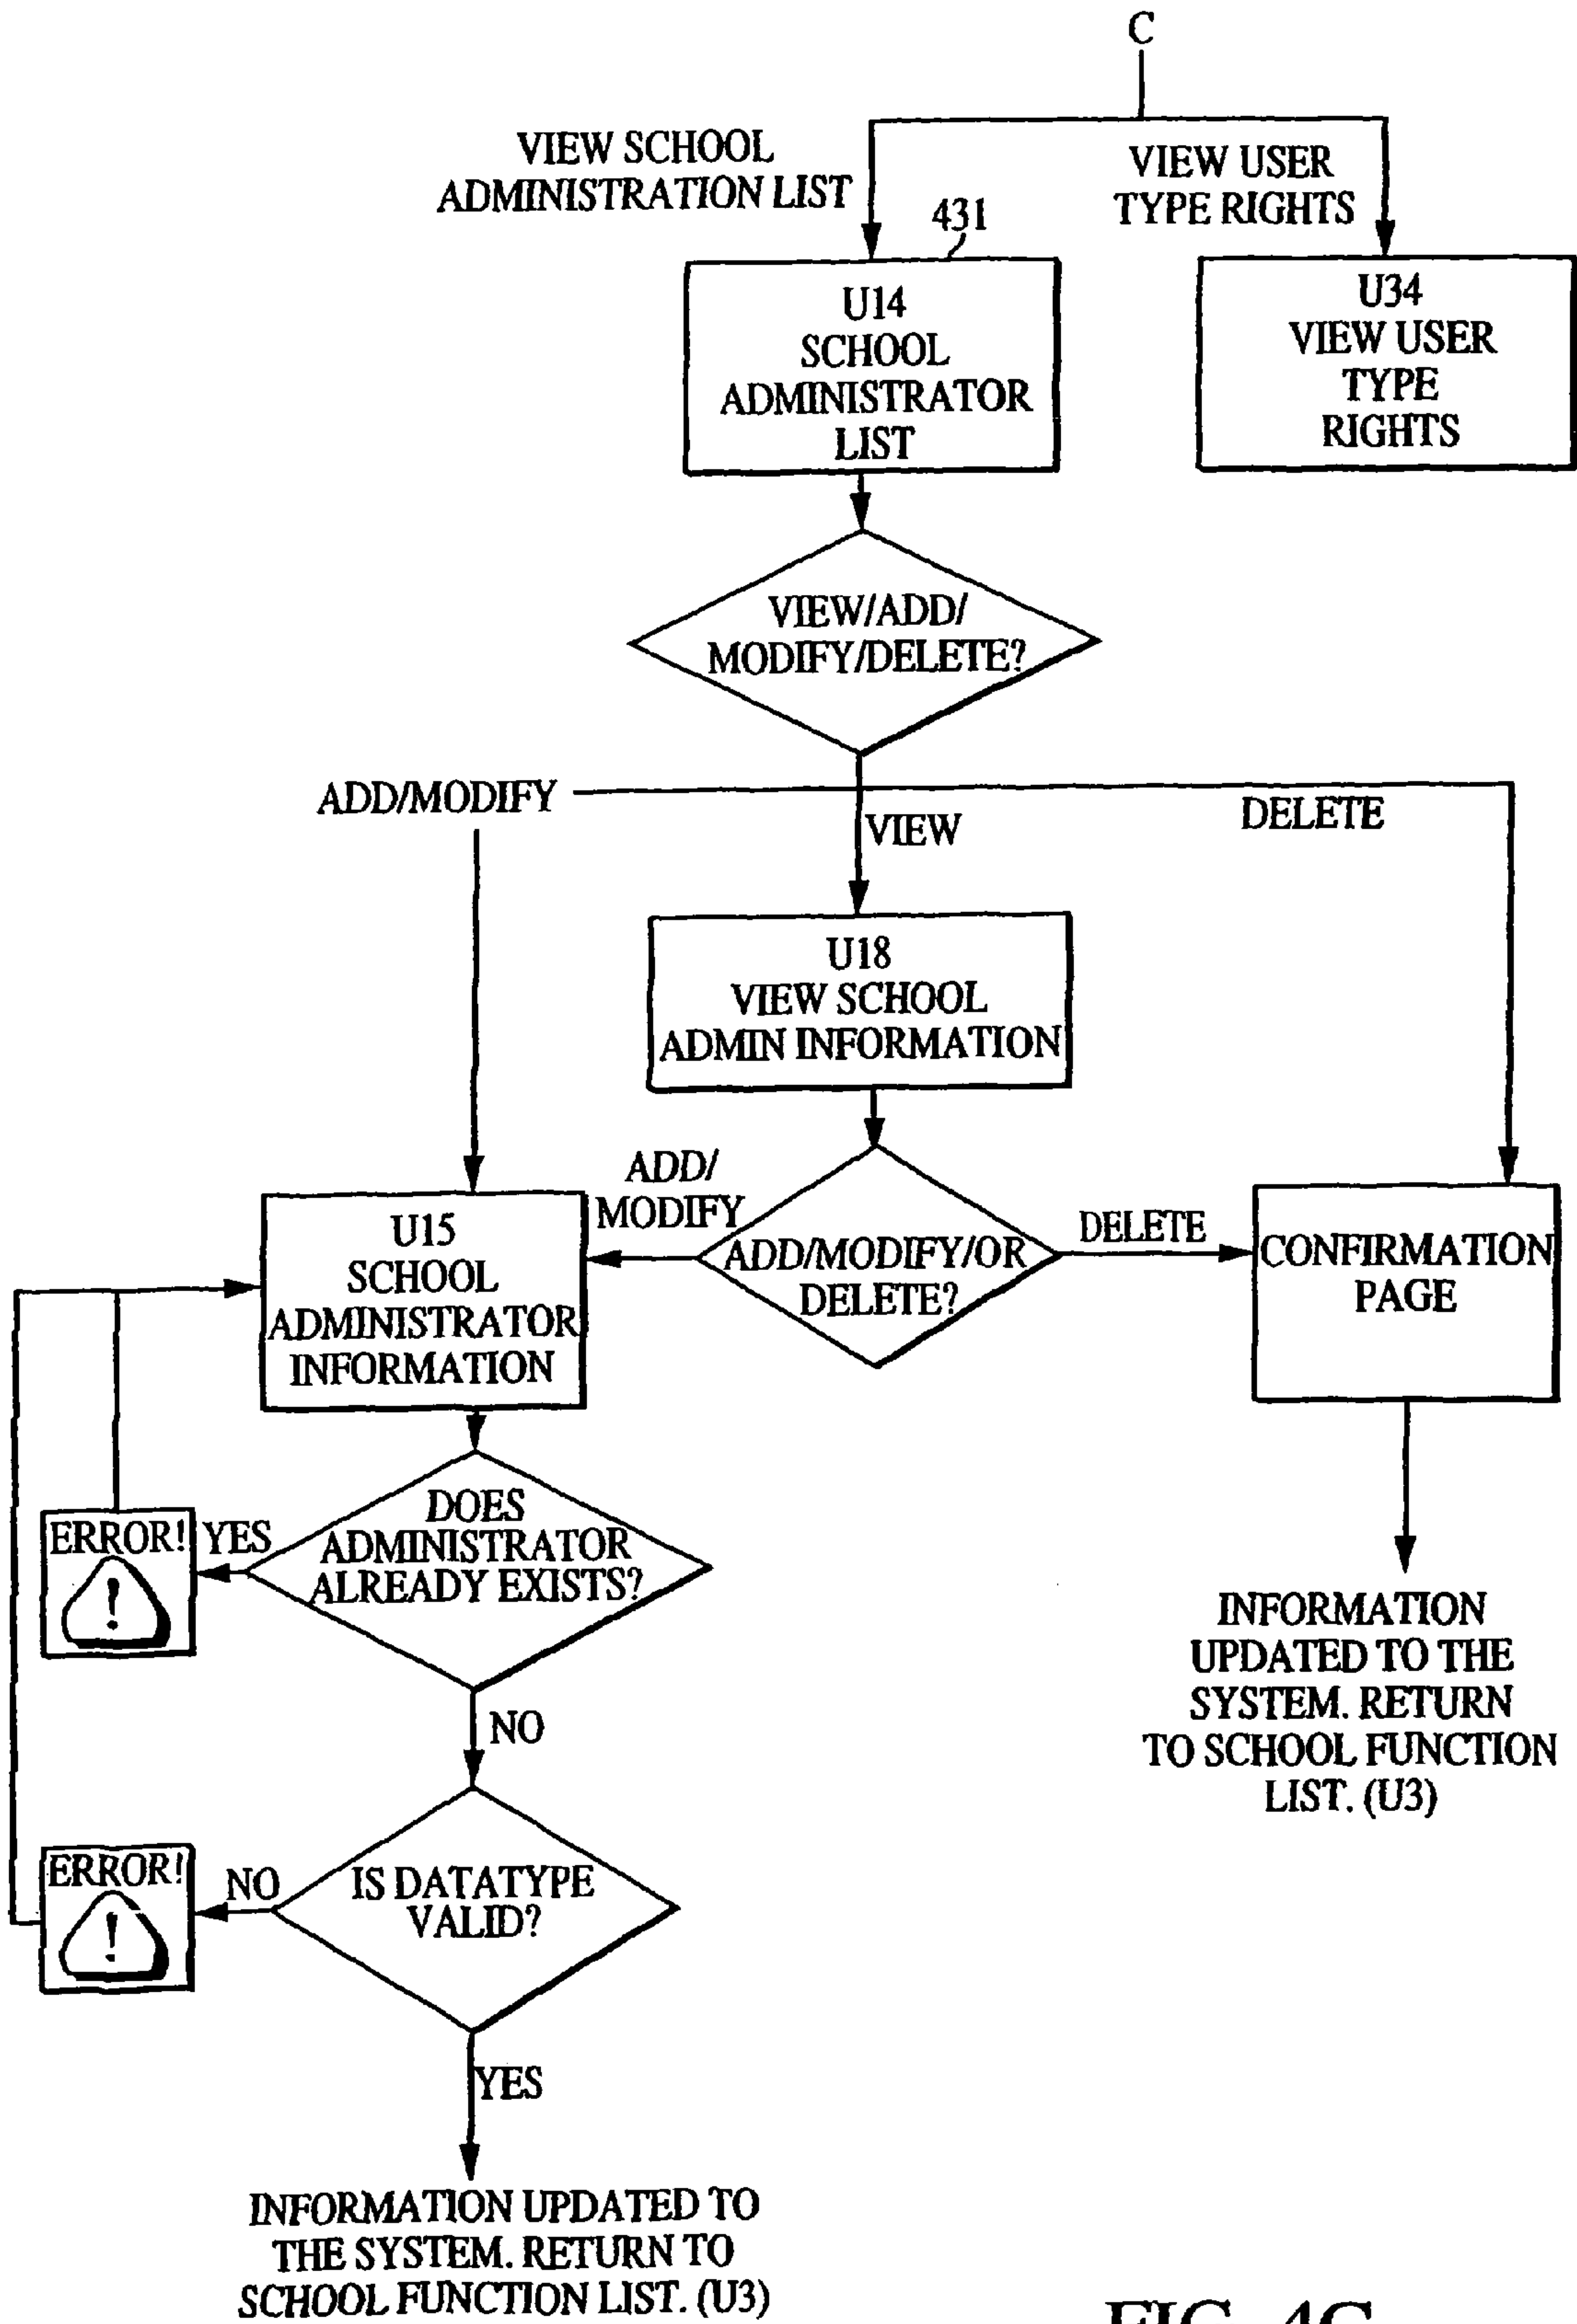 C
VIEW SCHOOL
ADMINISTRATION LIST
VIEW USER
TYPE RIGHTS
431
U14
SCHOOL
ADMINISTRATOR
LIST
U34
VIEW USER
TYPE
RIGHTS
VIEW/ADD/
MODIFY/DELETE?
ADD/MODIFY
VIEW
DELETE
U18
VIEW SCHOOL
ADMIN INFORMATION
ADD/
MODIFY
U15
SCHOOL
ADMINISTRATOR
INFORMATION
ADD/MODIFY/OR
DELETE?
DELETE
CONFIRMATION
PAGE
ERROR!
!
YES
DOES
ADMINISTRATOR
ALREADY EXISTS?
NO
INFORMATION
UPDATED TO THE
SYSTEM. RETURN
TO SCHOOL FUNCTION
LIST. (U3)
ERROR!
!
NO
IS DATATYPE
VALID?
YES
INFORMATION UPDATED TO
THE SYSTEM. RETURN TO
SCHOOL FUNCTION LIST. (U3)